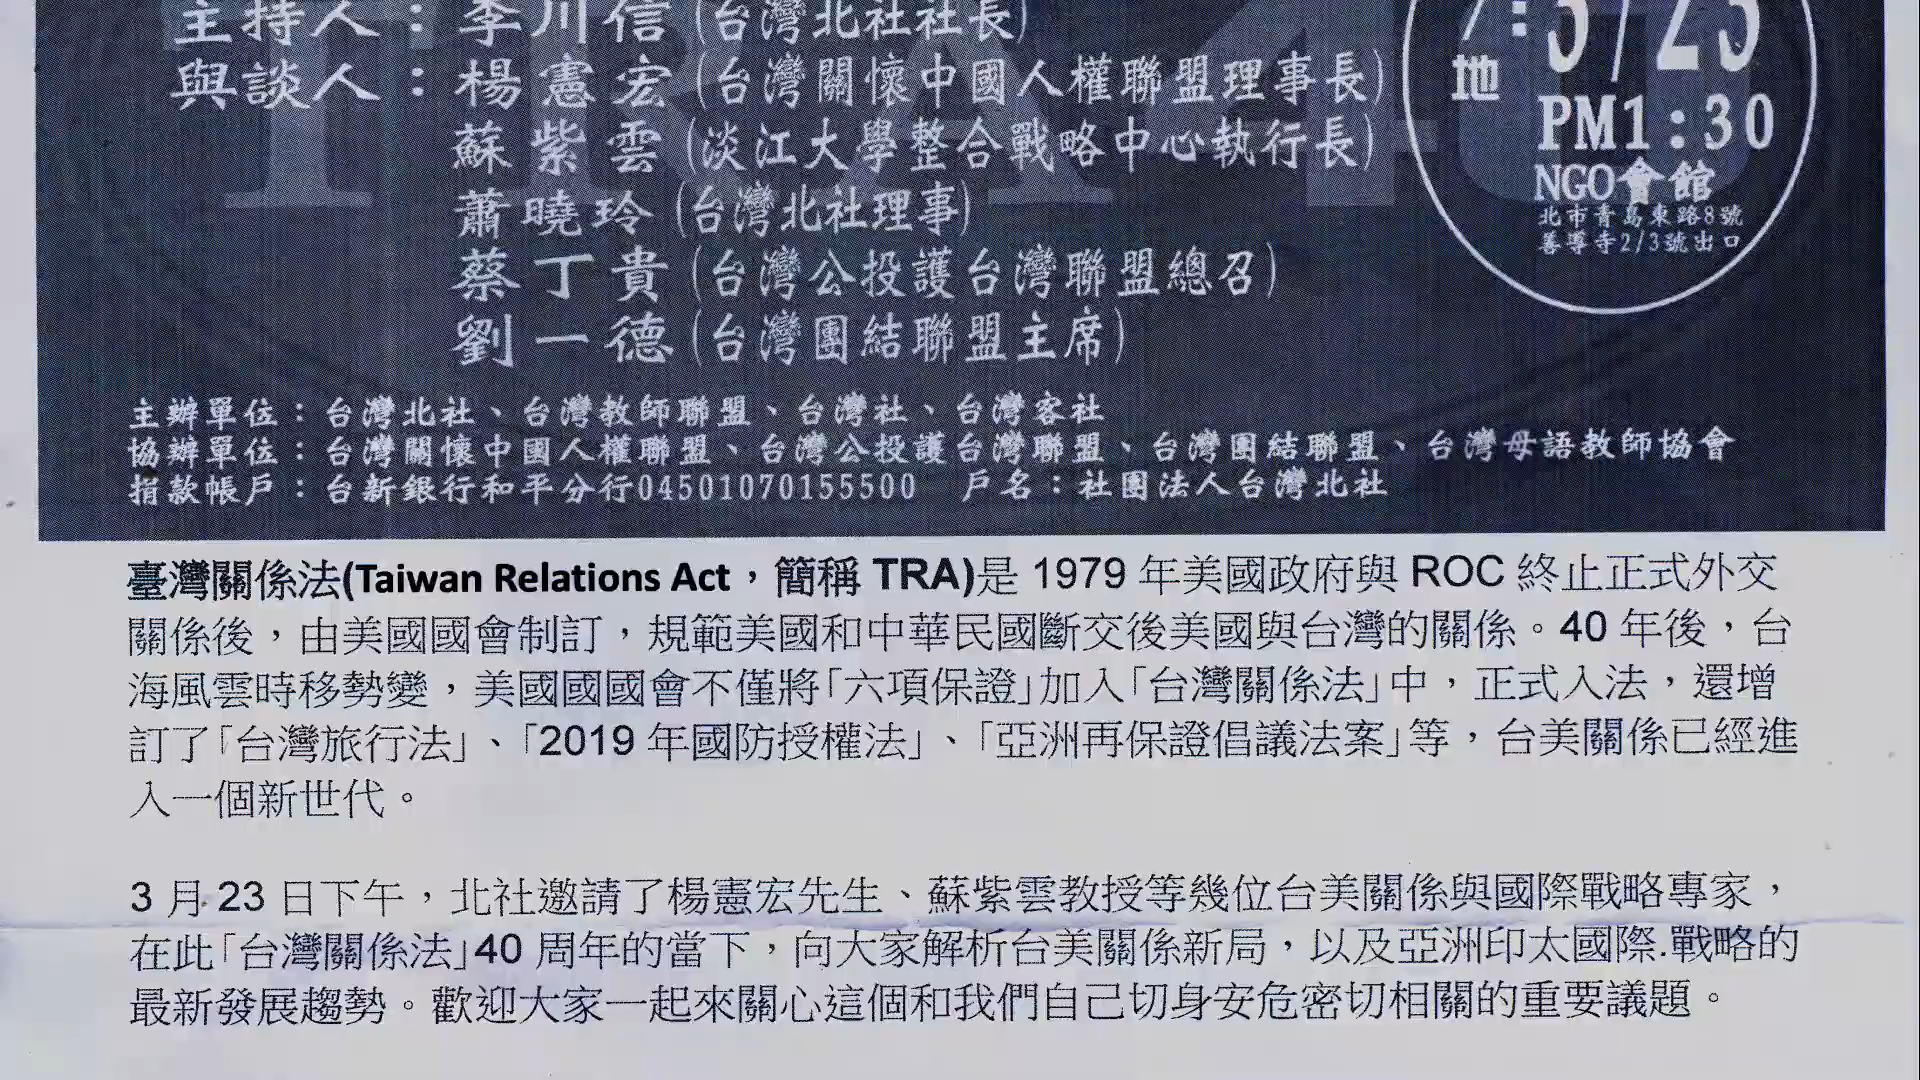 主持人：李川信(台灣北社社長)
與談人：楊憲宏(台灣關懷中國人權聯盟理事長)
蘇紫雲(淡江大學整合戰略中心執行長)
蕭曉玲(台灣北社理事)
蔡丁貴(台灣公投護台灣聯盟總召)
劉一德(台灣團結聯盟主席)
3/23
地
PM1:30
NGO會館
北市青島東路8號
善導寺2/3號出口
主辦單位：台灣北社、台灣教師聯盟、台灣社、台灣客社
協辦單位：台灣關懷中國人權聯盟、台灣公投護台灣聯盟、台灣團結聯盟、台灣母語教師協會
捐款帳戶：台新銀行和平分行04501070155500 戶名：社團法人台灣北社
臺灣關係法(Taiwan Relations Act，簡稱 TRA)是 1979 年美國政府與 ROC 終止正式外交
關係後，由美國國會制訂，規範美國和中華民國斷交後美國與台灣的關係。40 年後，台
海風雲時移勢變，美國國國會不僅將「六項保證」加入「台灣關係法」中，正式入法，還增
訂了「台灣旅行法」、「2019 年國防授權法」、「亞洲再保證倡議法案」等，台美關係已經進
入一個新世代。
3 月 23 日下午，北社邀請了楊憲宏先生、蘇紫雲教授等幾位台美關係與國際戰略專家，
在此「台灣關係法」40 周年的當下，向大家解析台美關係新局，以及亞洲印太國際.戰略的
最新發展趨勢。歡迎大家一起來關心這個和我們自己切身安危密切相關的重要議題。